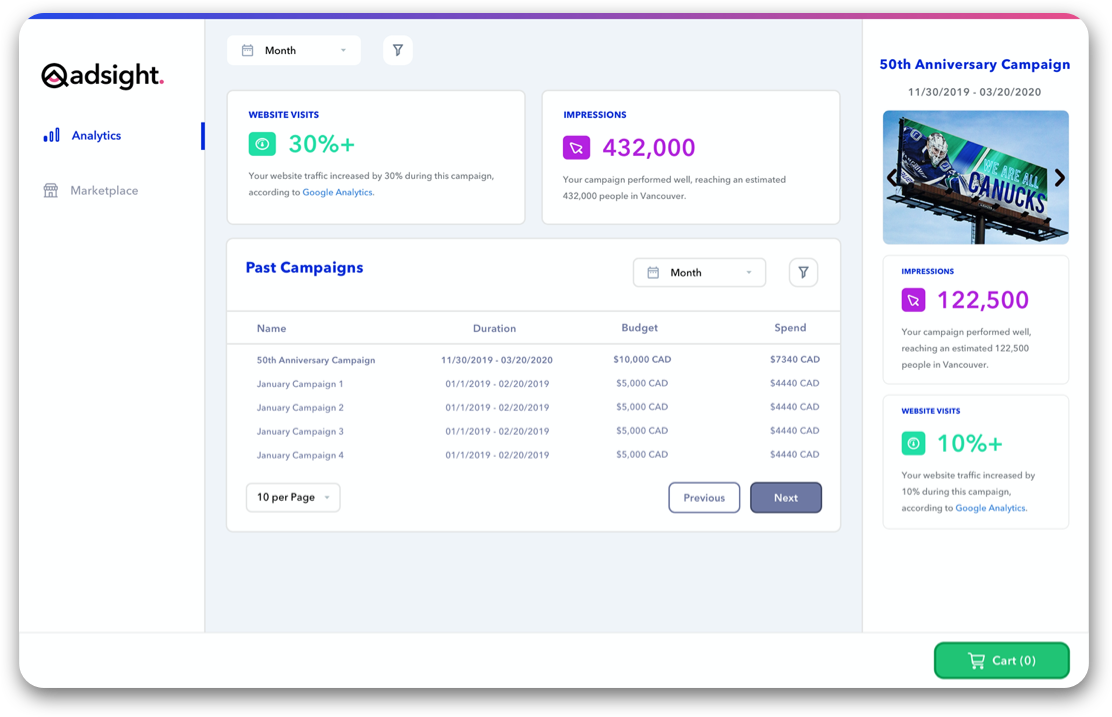 adsight.
Analytics
Marketplace
Month
WEBSITE VISITS
30%+
Your website traffic increased by 30% during this campaign,
according to Google Analytics.
IMPRESSIONS
432,000
Your campaign performed well, reaching an estimated
432,000 people in Vancouver.
Past Campaigns
Month
Name Duration Budget Spend
50th Anniversary Campaign 11/30/2019 - 03/20/2020 $10,000 CAD $7340 CAD
January Campaign 1 01/1/2019 - 02/20/2019 $5,000 CAD $4440 CAD
January Campaign 2 01/1/2019 - 02/20/2019 $5,000 CAD $4440 CAD
January Campaign 3 01/1/2019 - 02/20/2019 $5,000 CAD $4440 CAD
January Campaign 4 01/1/2019 - 02/20/2019 $5,000 CAD $4440 CAD
10 per Page
Previous
Next
50th Anniversary Campaign
11/30/2019 - 03/20/2020
WE ARE ALL
CANUCKS
IMPRESSIONS
122,500
Your campaign performed well,
reaching an estimated 122,500
people in Vancouver.
WEBSITE VISITS
10%+
Your website traffic increased by
10% during this campaign,
according to Google Analytics.
Cart (0)